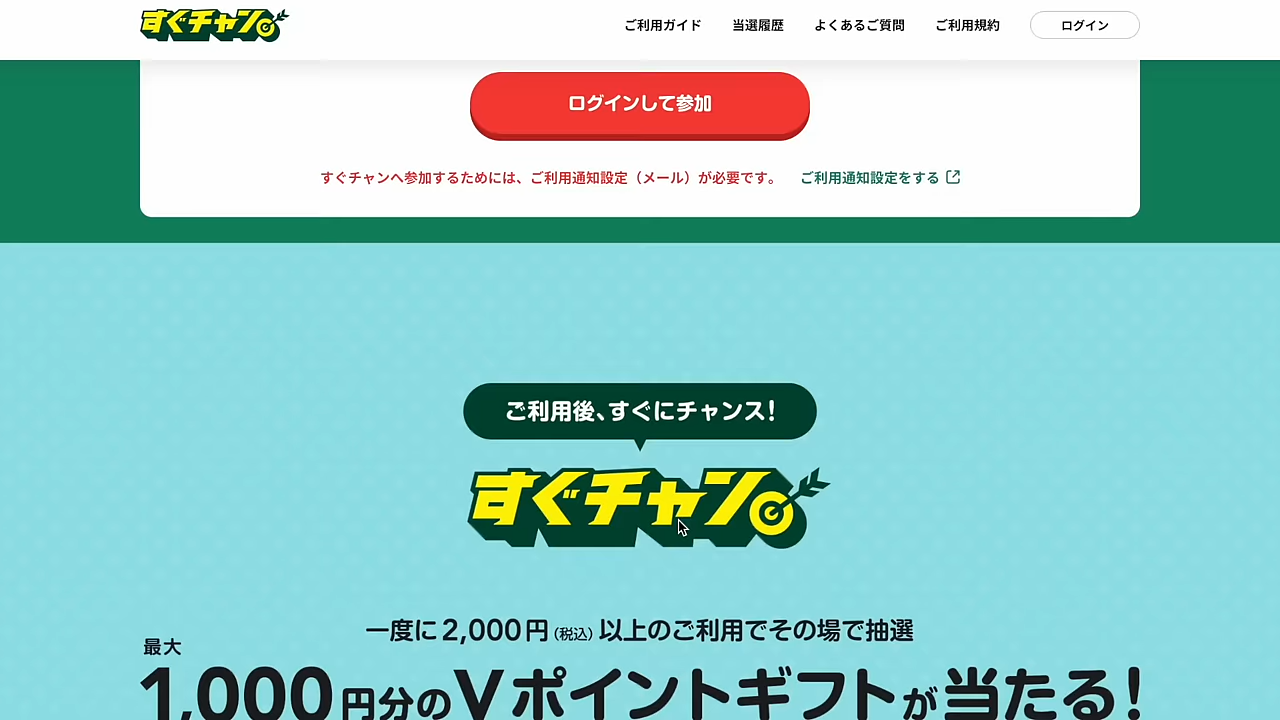 すぐチャン ご利用ガイド 当選履歴 よくあるご質問 ご利用規約 ログイン
ログインして参加
すぐチャンへ参加するためには、ご利用通知設定（メール）が必要です。 ご利用通知設定をする
ご利用後、すぐにチャンス!
すぐチャン
一度に2,000円(税込)以上のご利用でその場で抽選
最大
1,000円分のVポイントギフトが当たる!